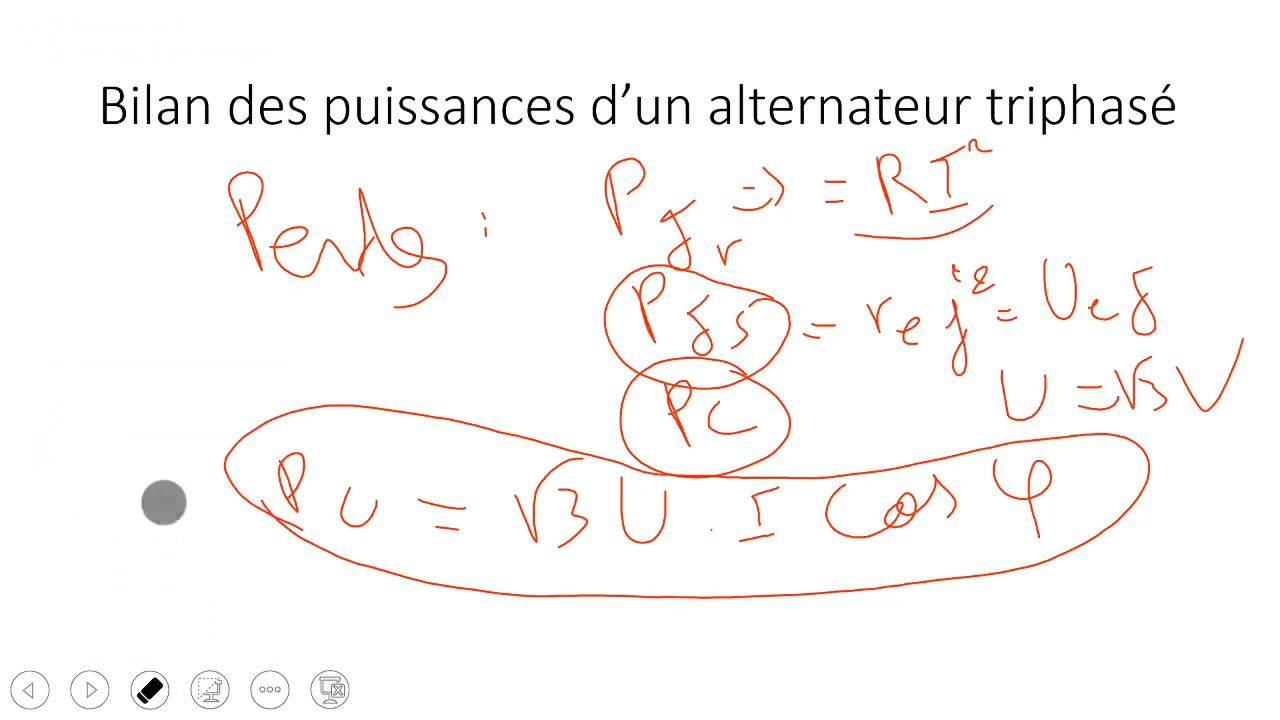 Bilan des puissances d’un alternateur triphasé
Pertes : Pjr => = RI²
Pjs = re j² = Ue j
PC U = √3 V
PU = √3 U . I Cos φ